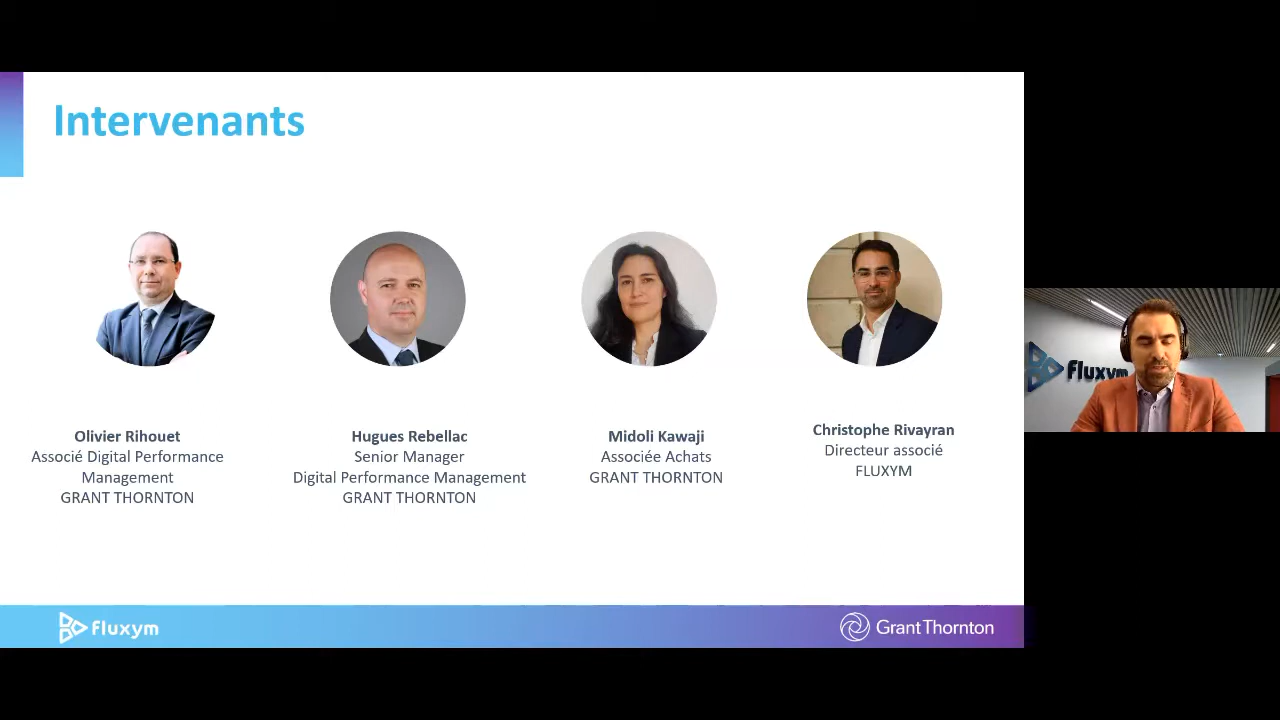 Intervenants
Olivier Rihouet
Associé Digital Performance
Management
GRANT THORNTON
Hugues Rebellac
Senior Manager
Digital Performance Management
GRANT THORNTON
Midoli Kawaji
Associée Achats
GRANT THORNTON
Christophe Rivayran
Directeur associé
FLUXYM
fluxym
fluxym
Grant Thornton